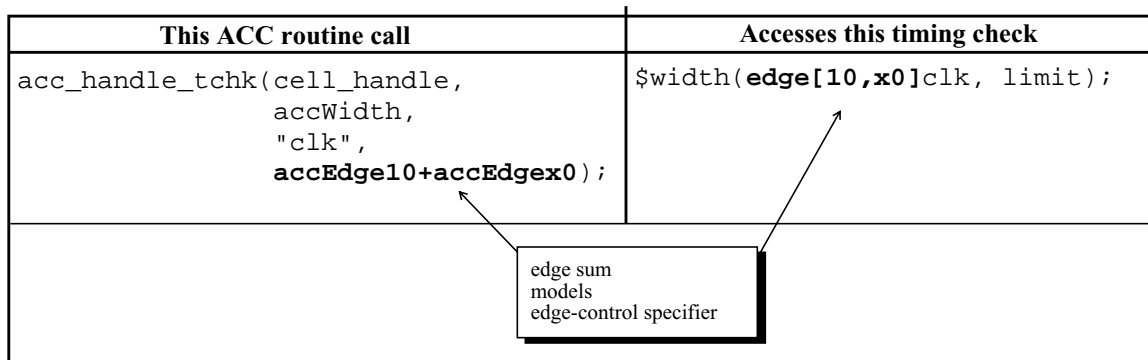 This ACC routine call
Accesses this timing check
acc_handle_tchk(cell_handle,
accWidth,
"clk",
accEdge10+accEdgex0);
$width(edge[10,x0]clk, limit);
edge sum
models
edge-control specifier